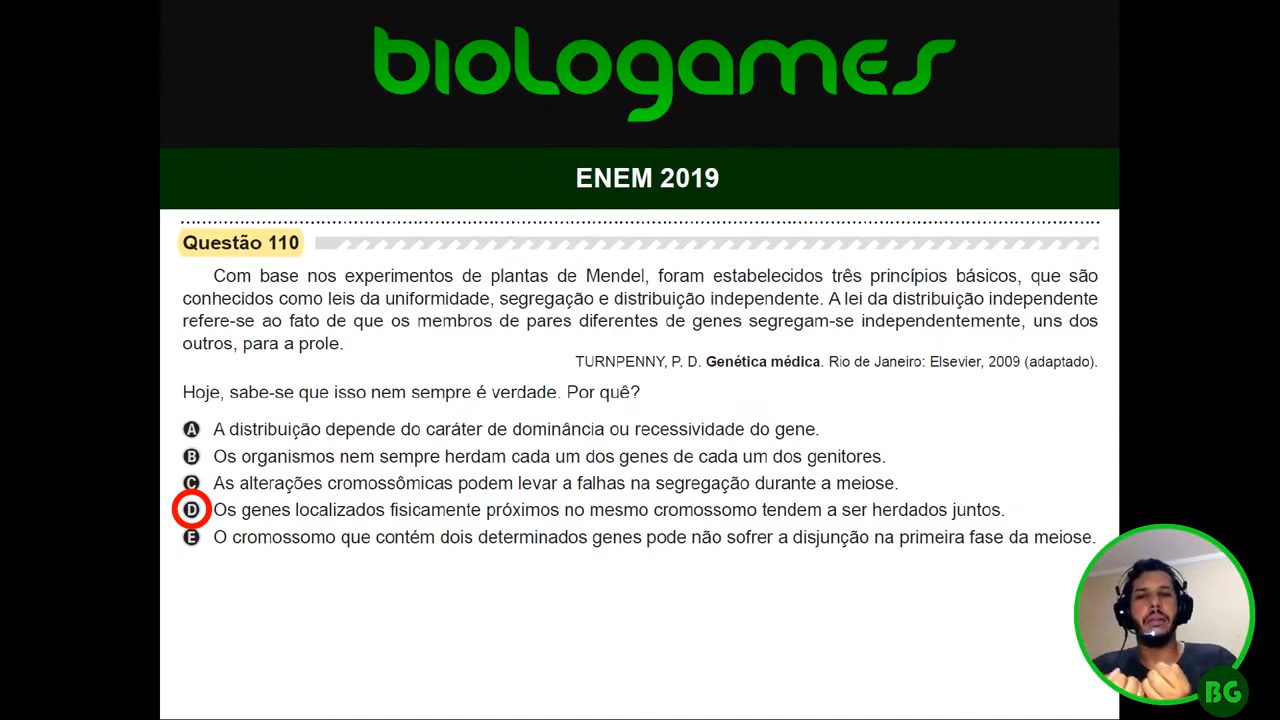 biologames
ENEM 2019
Questão 110
Com base nos experimentos de plantas de Mendel, foram estabelecidos três princípios básicos, que são
conhecidos como leis da uniformidade, segregação e distribuição independente. A lei da distribuição independente
refere-se ao fato de que os membros de pares diferentes de genes segregam-se independentemente, uns dos
outros, para a prole.
TURNPENNY, P. D. Genética médica. Rio de Janeiro: Elsevier, 2009 (adaptado).
Hoje, sabe-se que isso nem sempre é verdade. Por quê?
A A distribuição depende do caráter de dominância ou recessividade do gene.
B Os organismos nem sempre herdam cada um dos genes de cada um dos genitores.
C As alterações cromossômicas podem levar a falhas na segregação durante a meiose.
D Os genes localizados fisicamente próximos no mesmo cromossomo tendem a ser herdados juntos.
E O cromossomo que contém dois determinados genes pode não sofrer a disjunção na primeira fase da meiose.
BG